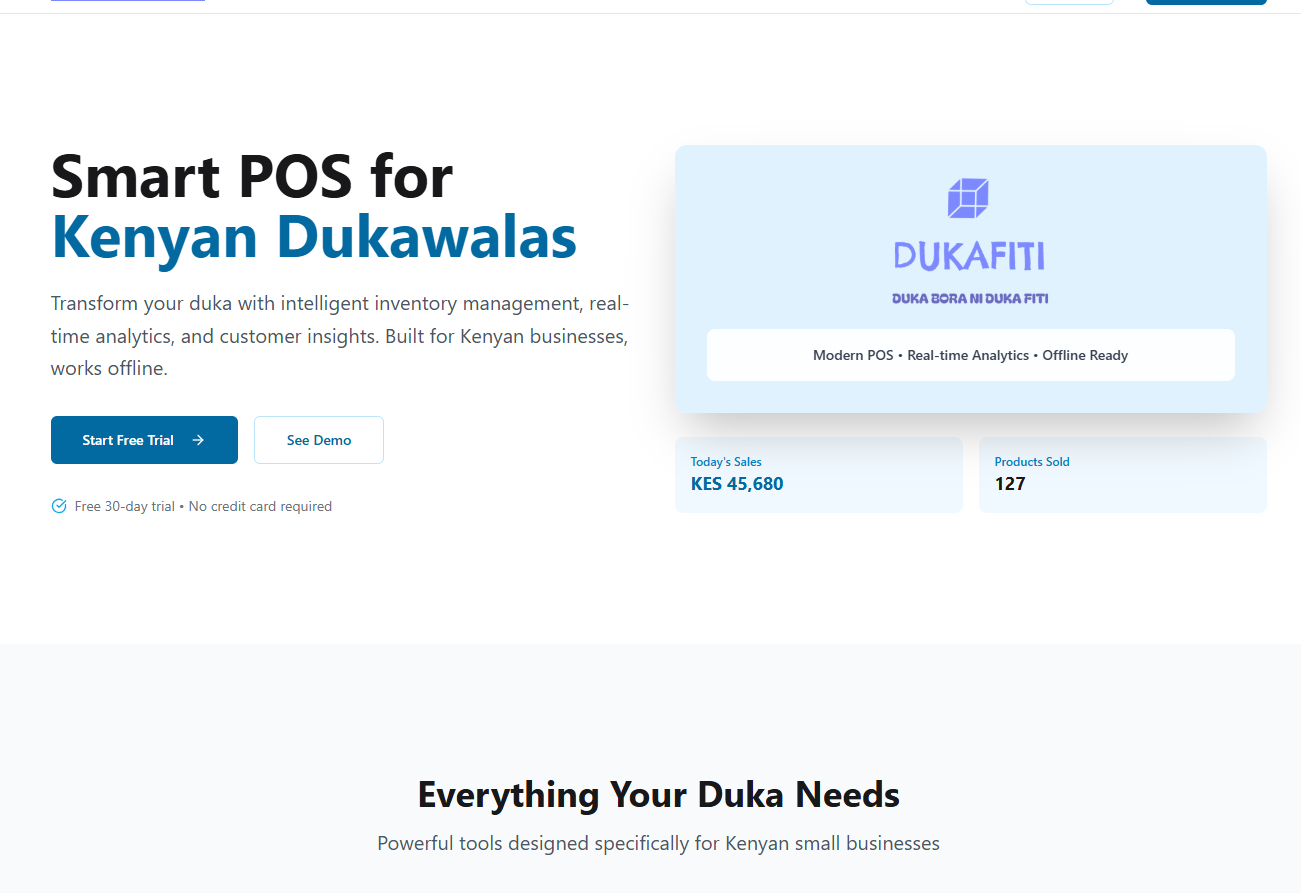 Smart POS for
Kenyan Dukawalas
Transform your duka with intelligent inventory management, real-
time analytics, and customer insights. Built for Kenyan businesses,
works offline.
Start Free Trial →
See Demo
Free 30-day trial • No credit card required
DUKAFITI
DUKA BORA NI DUKA FITI
Modern POS • Real-time Analytics • Offline Ready
Today's Sales
KES 45,680
Products Sold
127
Everything Your Duka Needs
Powerful tools designed specifically for Kenyan small businesses